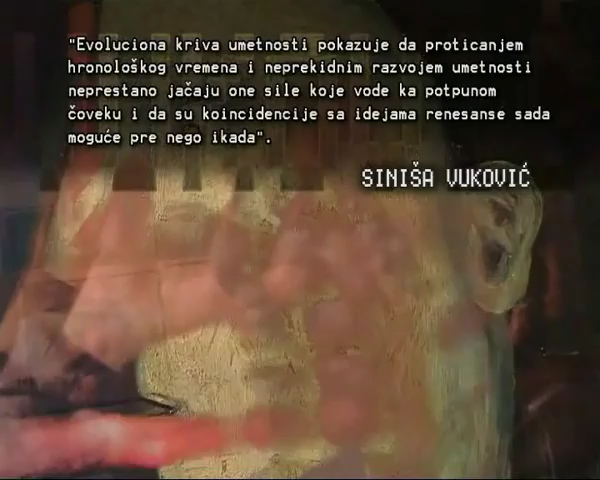 "Evoluciona kriva umetnosti pokazuje da proticanjem
hronološkog vremena i neprekidnim razvojem umetnosti
neprestano jačaju one sile koje vode ka potpunom
čoveku i da su koincidencije sa idejama renesanse sada
moguće pre nego ikada".
SINIŠA VUKOVIĆ